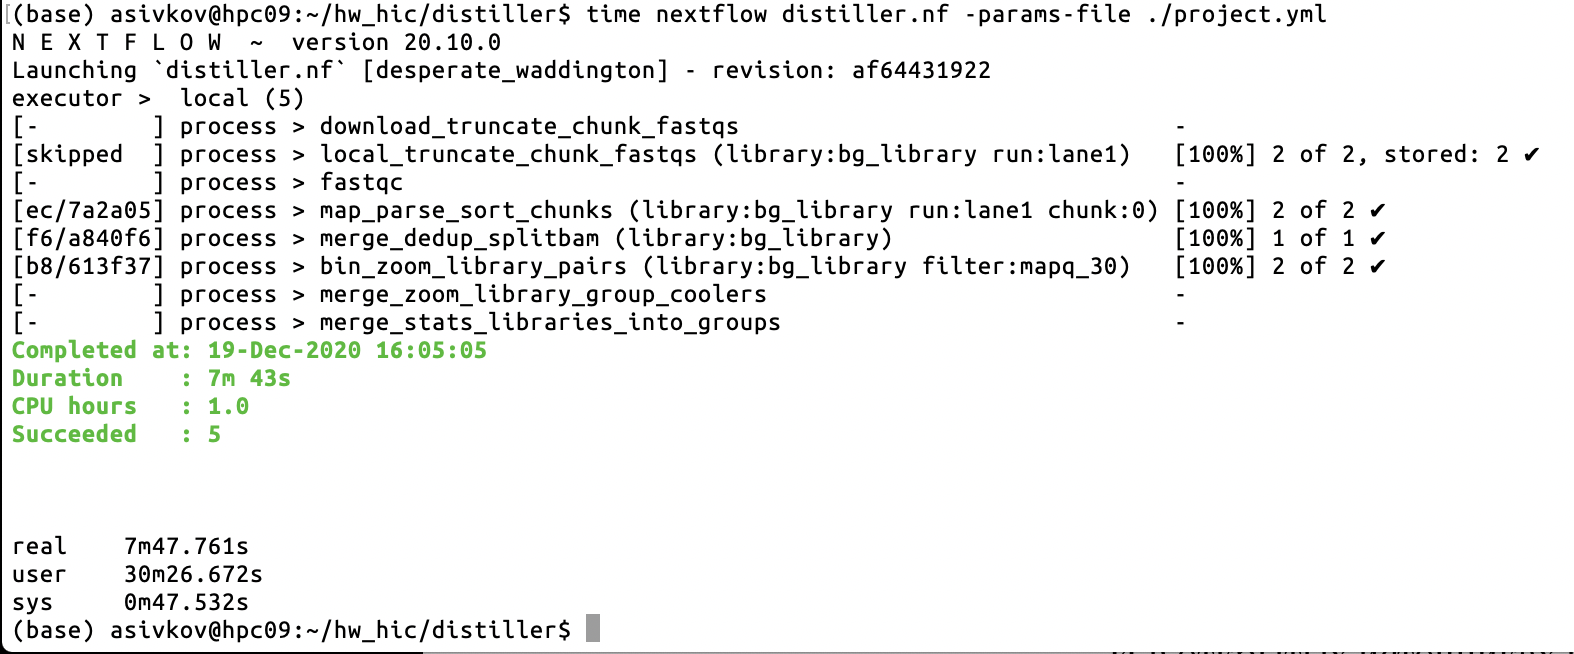 (base) asivkov@hpc09:~/hw_hic/distiller$ time nextflow distiller.nf -params-file ./project.yml
N E X T F L O W  ~  version 20.10.0
Launching `distiller.nf` [desperate_waddington] - revision: af64431922
executor >  local (5)
[-        ] process > download_truncate_chunk_fastqs                               -
[skipped  ] process > local_truncate_chunk_fastqs (library:bg_library run:lane1)   [100%] 2 of 2, stored: 2 ✔
[-        ] process > fastqc                                                       -
[ec/7a2a05] process > map_parse_sort_chunks (library:bg_library run:lane1 chunk:0) [100%] 2 of 2 ✔
[f6/a840f6] process > merge_dedup_splitbam (library:bg_library)                    [100%] 1 of 1 ✔
[b8/613f37] process > bin_zoom_library_pairs (library:bg_library filter:mapq_30)   [100%] 2 of 2 ✔
[-        ] process > merge_zoom_library_group_coolers                             -
[-        ] process > merge_stats_libraries_into_groups                            -
Completed at: 19-Dec-2020 16:05:05
Duration    : 7m 43s
CPU hours   : 1.0
Succeeded   : 5
real    7m47.761s
user    30m26.672s
sys     0m47.532s
(base) asivkov@hpc09:~/hw_hic/distiller$